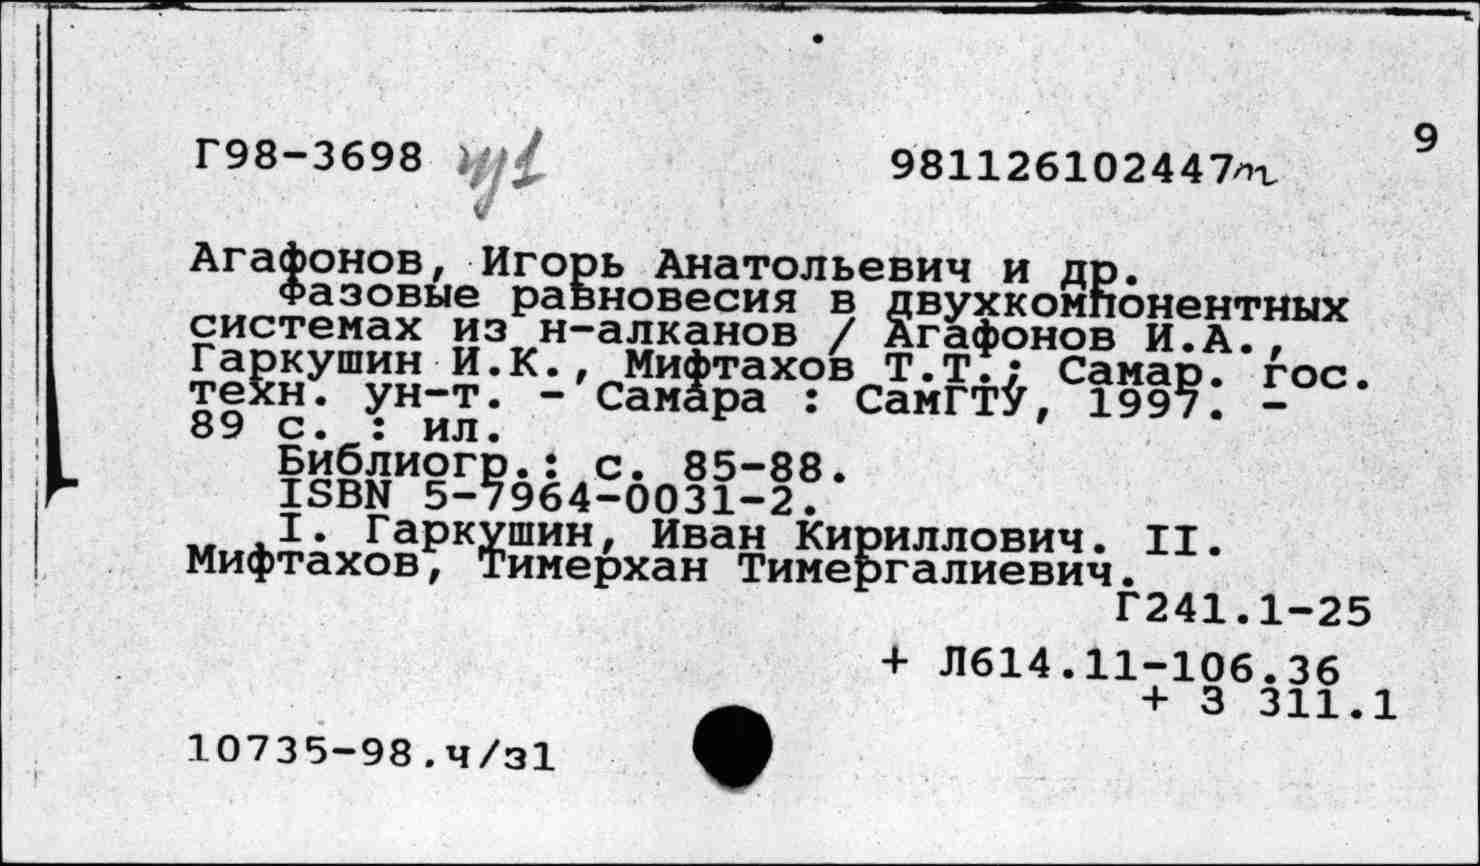 9
Г98-3698 981126102447т
Агафонов, Игорь Анатольевич и др.
Фазовые равновесия в двухкомпонентных
системах из н-алканов / Агафонов И.А.,
Гаркушин И.К., Мифтахов Т.Т.; Самар. гос.
техн. ун-т. - Самара : СамГТУ, 1997. -
89 с. : ил.
Библиогр.: с. 85-88.
ISBN 5-7964-0031-2.
I. Гаркушин, Иван Кириллович. II.
Мифтахов, Тимерхан Тимергалиевич.
Г241.1-25
+ Л614.11-106.36
+ З 311.1
10735-98.ч/з1